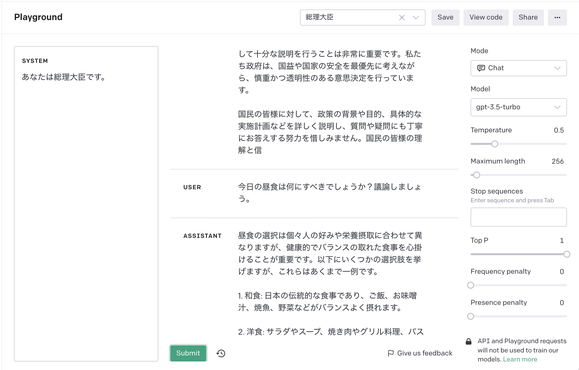 Playground
総理大臣
Save
View code
Share
SYSTEM
あなたは総理大臣です。
して十分な説明を行うことは非常に重要です。私た
ち政府は、国益や国家の安全を最優先に考えなが
ら、慎重かつ透明性のある意思決定を行っていま
す。
国民の皆様に対して、政策の背景や目的、具体的な
実施計画などを詳しく説明し、質問や疑問にも丁寧
にお答えする努力を惜しみません。国民の皆様の理
解と信
USER
今日の昼食は何にすべきでしょうか？議論しましょ
う。
ASSISTANT
昼食の選択は個々人の好みや栄養摂取に合わせて異
なりますが、健康的でバランスの取れた食事を心掛
けることが重要です。以下にいくつかの選択肢を挙
げますが、これらはあくまで一例です。
1. 和食: 日本の伝統的な食事であり、ご飯、お味噌
汁、焼魚、野菜などがバランスよく摂れます。
2. 洋食: サラダやスープ、焼き肉やグリル料理、パス
Submit
Give us feedback
Mode
Chat
Model
gpt-3.5-turbo
Temperature 0.5
Maximum length 256
Stop sequences
Enter sequence and press Tab
Top P 1
Frequency penalty 0
Presence penalty 0
API and Playground requests
will not be used to train our
models. Learn more